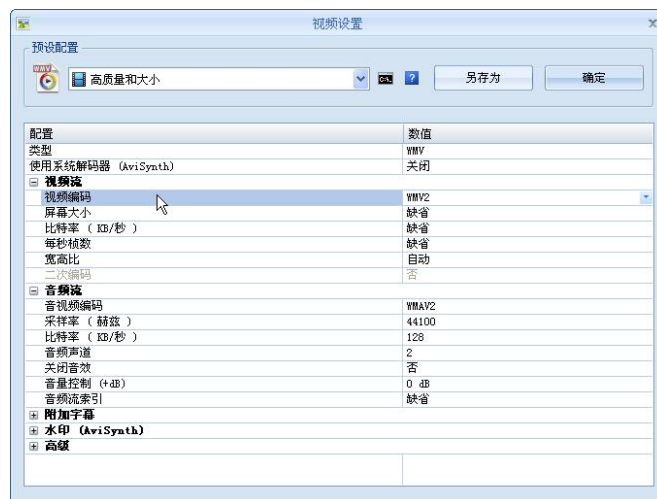 视频设置
预设配置
WMV
高质量和大小
C:\.
?
另存为
确定
配置 数值
类型 WMV
使用系统解码器 (AviSynth) 关闭
视频流
视频编码 WMV2
屏幕大小 缺省
比特率 ( KB/秒 ) 缺省
每秒桢数 缺省
宽高比 自动
二次编码 否
音频流
音视频编码 WMAV2
采样率 ( 赫兹 ) 44100
比特率 ( KB/秒 ) 128
音频声道 2
关闭音效 否
音量控制 (+dB) 0 dB
音频流索引 缺省
附加字幕
水印 (AviSynth)
高级